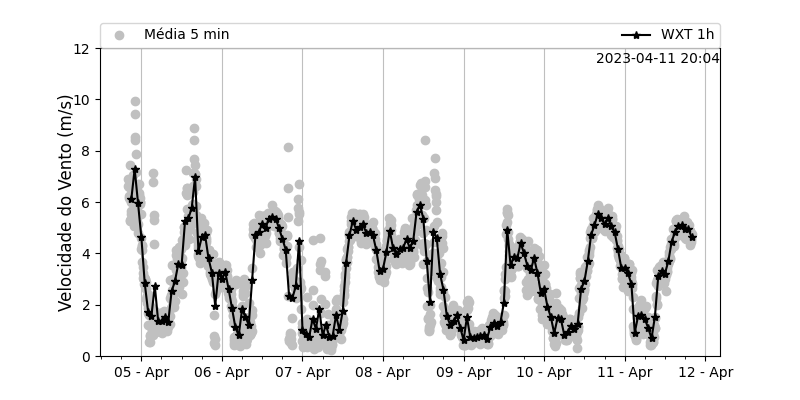 Média 5 min
WXT 1h
2023-04-11 20:04
Velocidade do Vento (m/s)
12
10
8
6
4
2
0
05 - Apr
06 - Apr
07 - Apr
08 - Apr
09 - Apr
10 - Apr
11 - Apr
12 - Apr